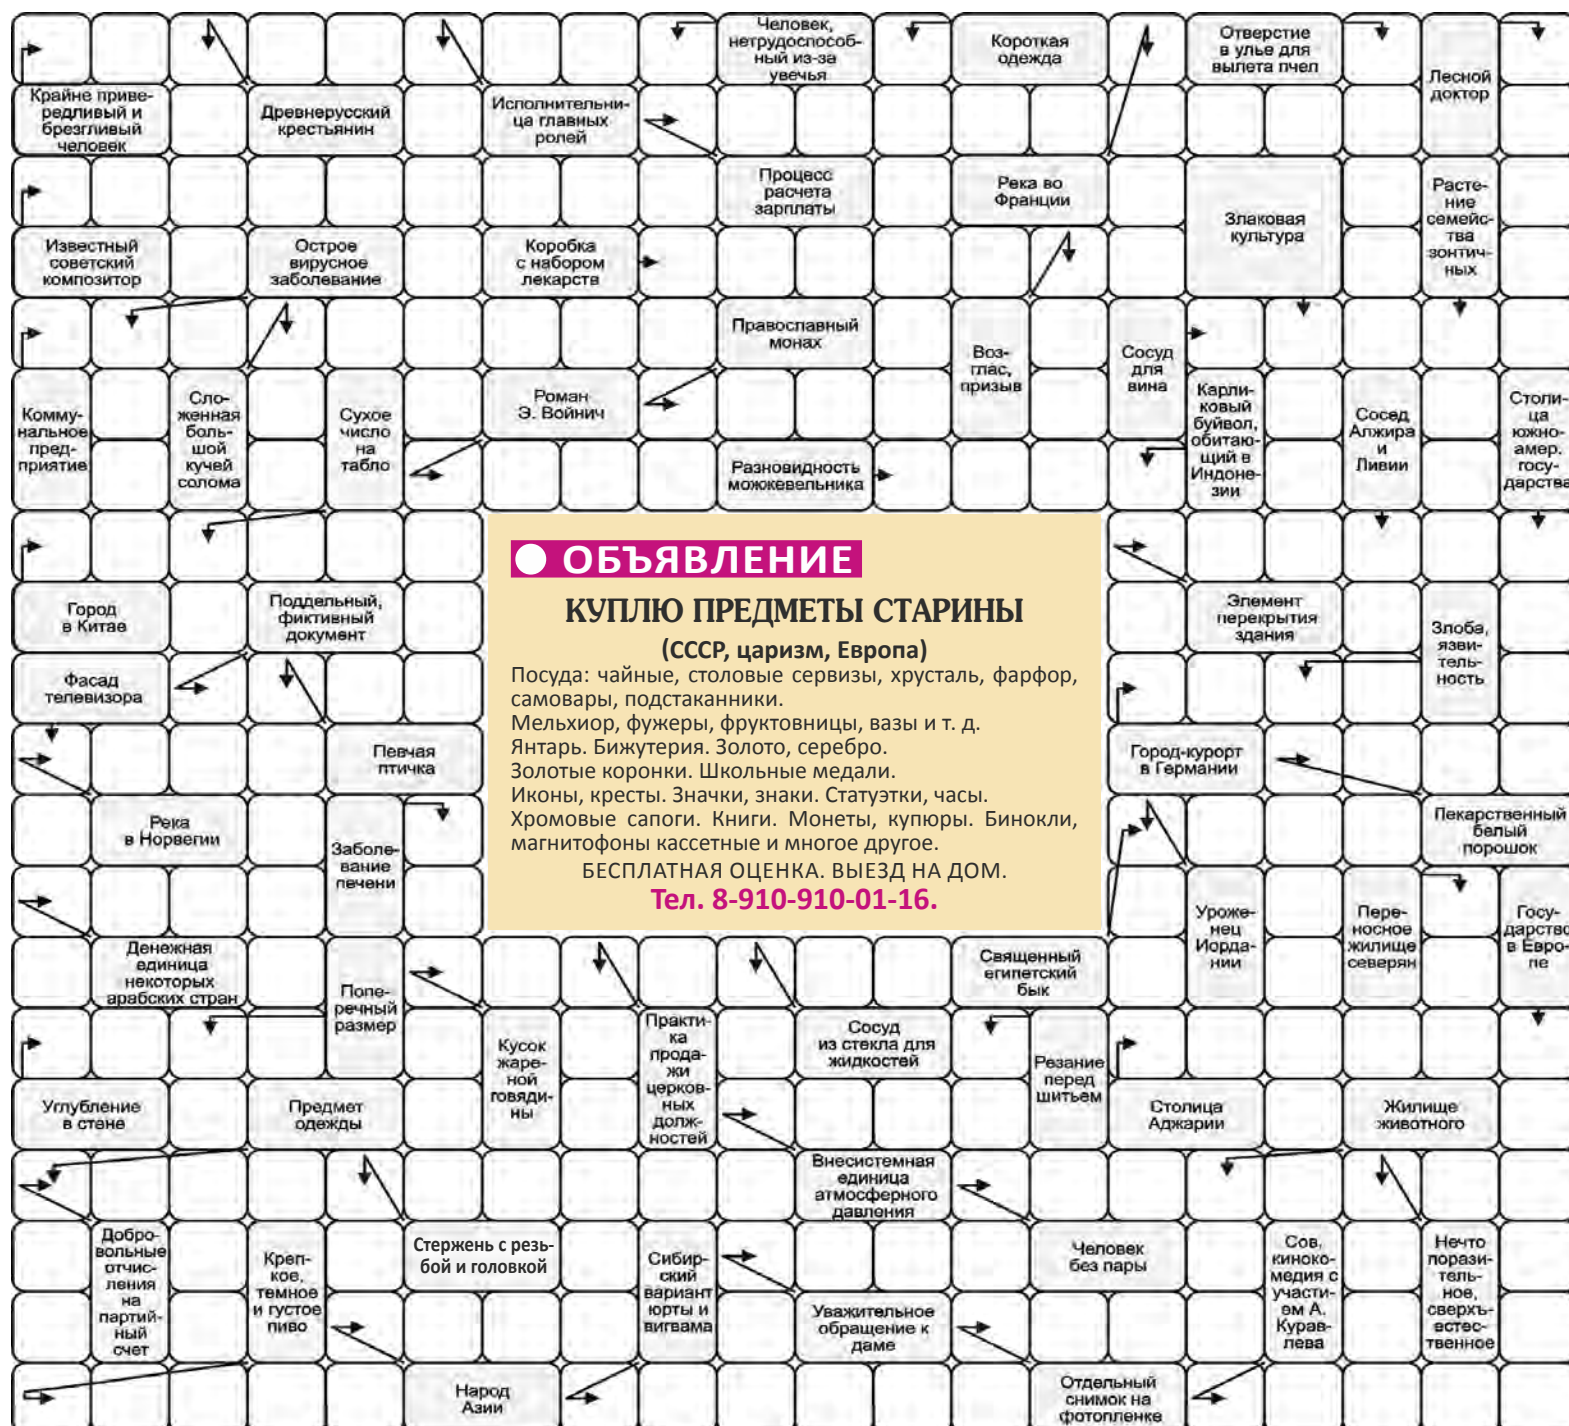 Человек,
нетрудоспособ-
ный из-за
увечья
Короткая
одежда
Отверстие
в улье для
вылета пчел
Лесной
доктор
Крайне приве-
редливый и
брезгливый
человек
Древнерусский
крестьянин
Исполнительни-
ца главных
ролей
Процесс
расчета
зарплаты
Река во
Франции
Злаковая
культура
Расте-
ние
семейс-
тва
зонтич-
ных
Известный
советский
композитор
Острое
вирусное
заболевание
Коробка
с набором
лекарств
Православный
монах
Воз-
глас,
призыв
Сосуд
для
вина
Комму-
нальное
пред-
приятие
Сло-
женная
боль-
шой
кучей
солома
Сухое
число
на
табло
Роман
Э. Войнич
Карли-
ковый
буйвол,
обитаю-
щий в
Индоне-
зии
Сосед
Алжира
и
Ливии
Столи-
ца
южно-
амер.
госу-
дарства
Разновидность
можжевельника
ОБЪЯВЛЕНИЕ
КУПЛЮ ПРЕДМЕТЫ СТАРИНЫ
(СССР, царизм, Европа)
Посуда: чайные, столовые сервизы, хрусталь, фарфор,
самовары, подстаканники.
Мельхиор, фужеры, фруктовницы, вазы и т. д.
Янтарь. Бижутерия. Золото, серебро.
Золотые коронки. Школьные медали.
Иконы, кресты. Значки, знаки. Статуэтки, часы.
Хромовые сапоги. Книги. Монеты, купюры. Бинокли,
магнитофоны кассетные и многое другое.
БЕСПЛАТНАЯ ОЦЕНКА. ВЫЕЗД НА ДОМ.
Тел. 8-910-910-01-16.
Город
в Китае
Поддельный,
фиктивный
документ
Элемент
перекрытия
здания
Злоба,
язви-
тель-
ность
Фасад
телевизора
Певчая
птичка
Город-курорт
в Германии
Река
в Норвегии
Заболе-
вание
печени
Лекарственный
белый
порошок
Уроже-
нец
Иорда-
нии
Пере-
носное
жилище
северян
Госу-
дарство
в Евро-
пе
Денежная
единица
некоторых
арабских стран
Попе-
речный
размер
Священный
египетский
бык
Кусок
жаре-
ной
говяди-
ны
Практи-
ка
прода-
жи
церков-
ных
долж-
ностей
Сосуд
из стекла для
жидкостей
Резание
перед
шитьем
Углубление
в стене
Предмет
одежды
Столица
Аджарии
Жилище
животного
Внесистемная
единица
атмосферного
давления
Добро-
вольные
отчис-
ления
на
партий-
ный
счет
Креп-
кое,
темное
и густое
пиво
Стержень с резь-
бой и головкой
Сибир-
ский
вариант
юрты и
вигвама
Человек
без пары
Сов.
киноко-
медия с
участи-
ем А.
Курав-
лева
Нечто
порази-
тель-
ное,
сверхъ-
естес-
твенное
Уважительное
обращение к
даме
Народ
Азии
Отдельный
снимок на
фотопленке